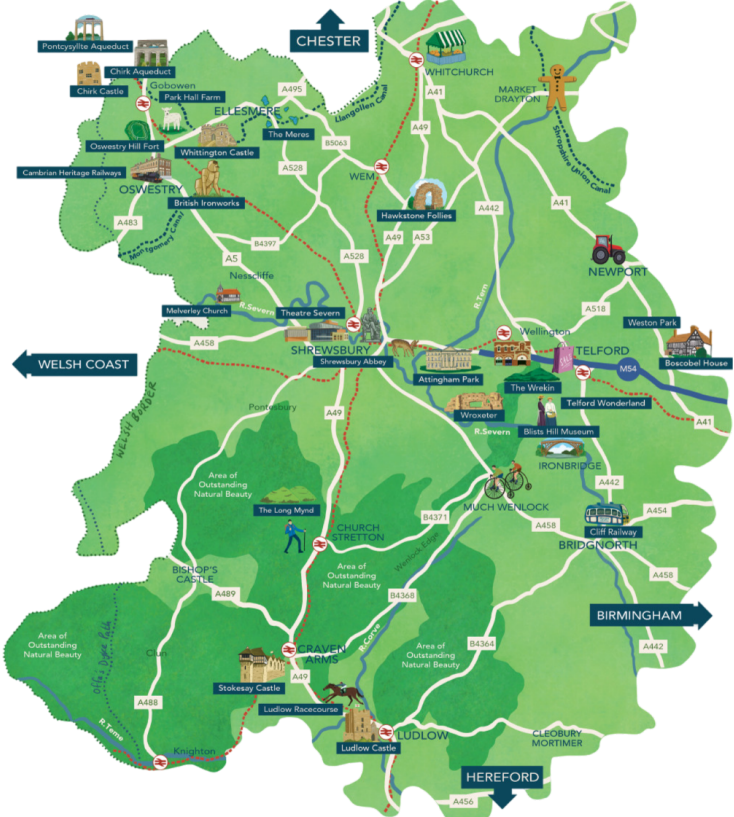 CHESTER
Pontcysyllte Aqueduct
Chirk Aqueduct
Chirk Castle
Gobowen
Park Hall Farm
A495
ELLESMERE
Llangollen Canal
The Meres
WHITCHURCH
A41
A49
MARKET
DRAYTON
Shropshire Union Canal
Oswestry Hill Fort
Whittington Castle
B5063
Cambrian Heritage Railways
OSWESTRY
British Ironworks
A528
WEM
Hawkstone Follies
A442
A41
A483
Montgomery Canal
A5
B4397
A49
A53
A528
NEWPORT
Nesscliffe
R.Tern
Melverley Church
R.Severn
Theatre Severn
A518
Weston Park
A458
SHREWSBURY
Shrewsbury Abbey
Wellington
TELFORD
Boscobel House
WELSH COAST
Attingham Park
The Wrekin
M54
Telford Wonderland
WELSH BORDER
Pontesbury
A49
Wroxeter
R.Severn
Blists Hill Museum
A41
IRONBRIDGE
Area of
Outstanding
Natural Beauty
A442
MUCH WENLOCK
The Long Mynd
B4371
A458
Cliff Railway
A454
CHURCH
STRETTON
BRIDGNORTH
Wenlock Edge
BISHOP'S
CASTLE
Area of
Outstanding
Natural Beauty
A458
A489
B4368
BIRMINGHAM
Area of
Outstanding
Natural Beauty
Offa's Dyke Path
Clun
CRAVEN
ARMS
R.Corve
Area of
Outstanding
Natural Beauty
B4364
A442
Stokesay Castle
A49
A488
Ludlow Racecourse
R.Teme
Knighton
Ludlow Castle
LUDLOW
CLEOBURY
MORTIMER
HEREFORD
A456